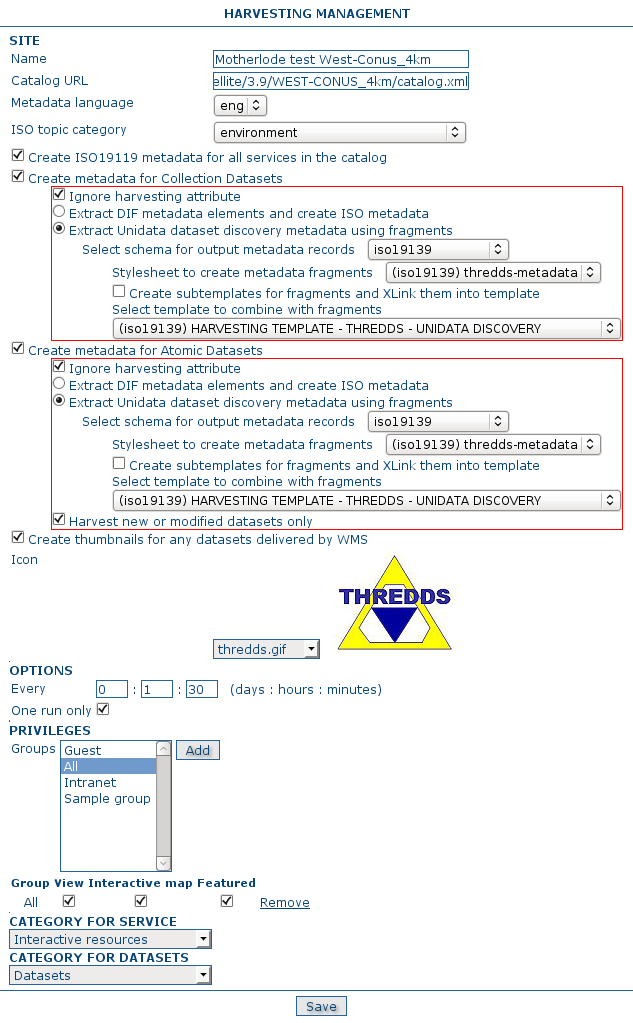 HARVESTING MANAGEMENT
SITE
Name Motherlode test West-Conus_4km
Catalog URL ellite/3.9/WEST-CONUS_4km/catalog.xml
Metadata language eng
ISO topic category environment
Create ISO19119 metadata for all services in the catalog
Create metadata for Collection Datasets
Ignore harvesting attribute
Extract DIF metadata elements and create ISO metadata
Extract Unidata dataset discovery metadata using fragments
Select schema for output metadata records iso19139
Stylesheet to create metadata fragments (iso19139) thredds-metadata
Create subtemplates for fragments and XLink them into template
Select template to combine with fragments
(iso19139) HARVESTING TEMPLATE - THREDDS - UNIDATA DISCOVERY
Create metadata for Atomic Datasets
Ignore harvesting attribute
Extract DIF metadata elements and create ISO metadata
Extract Unidata dataset discovery metadata using fragments
Select schema for output metadata records iso19139
Stylesheet to create metadata fragments (iso19139) thredds-metadata
Create subtemplates for fragments and XLink them into template
Select template to combine with fragments
(iso19139) HARVESTING TEMPLATE - THREDDS - UNIDATA DISCOVERY
Harvest new or modified datasets only
Create thumbnails for any datasets delivered by WMS
Icon
THREDDS
thredds.gif
OPTIONS
Every 0 : 1 : 30 (days : hours : minutes)
One run only
PRIVILEGES
Groups Guest Add
All
Intranet
Sample group
Group View Interactive map Featured
All Remove
CATEGORY FOR SERVICE
Interactive resources
CATEGORY FOR DATASETS
Datasets
Save